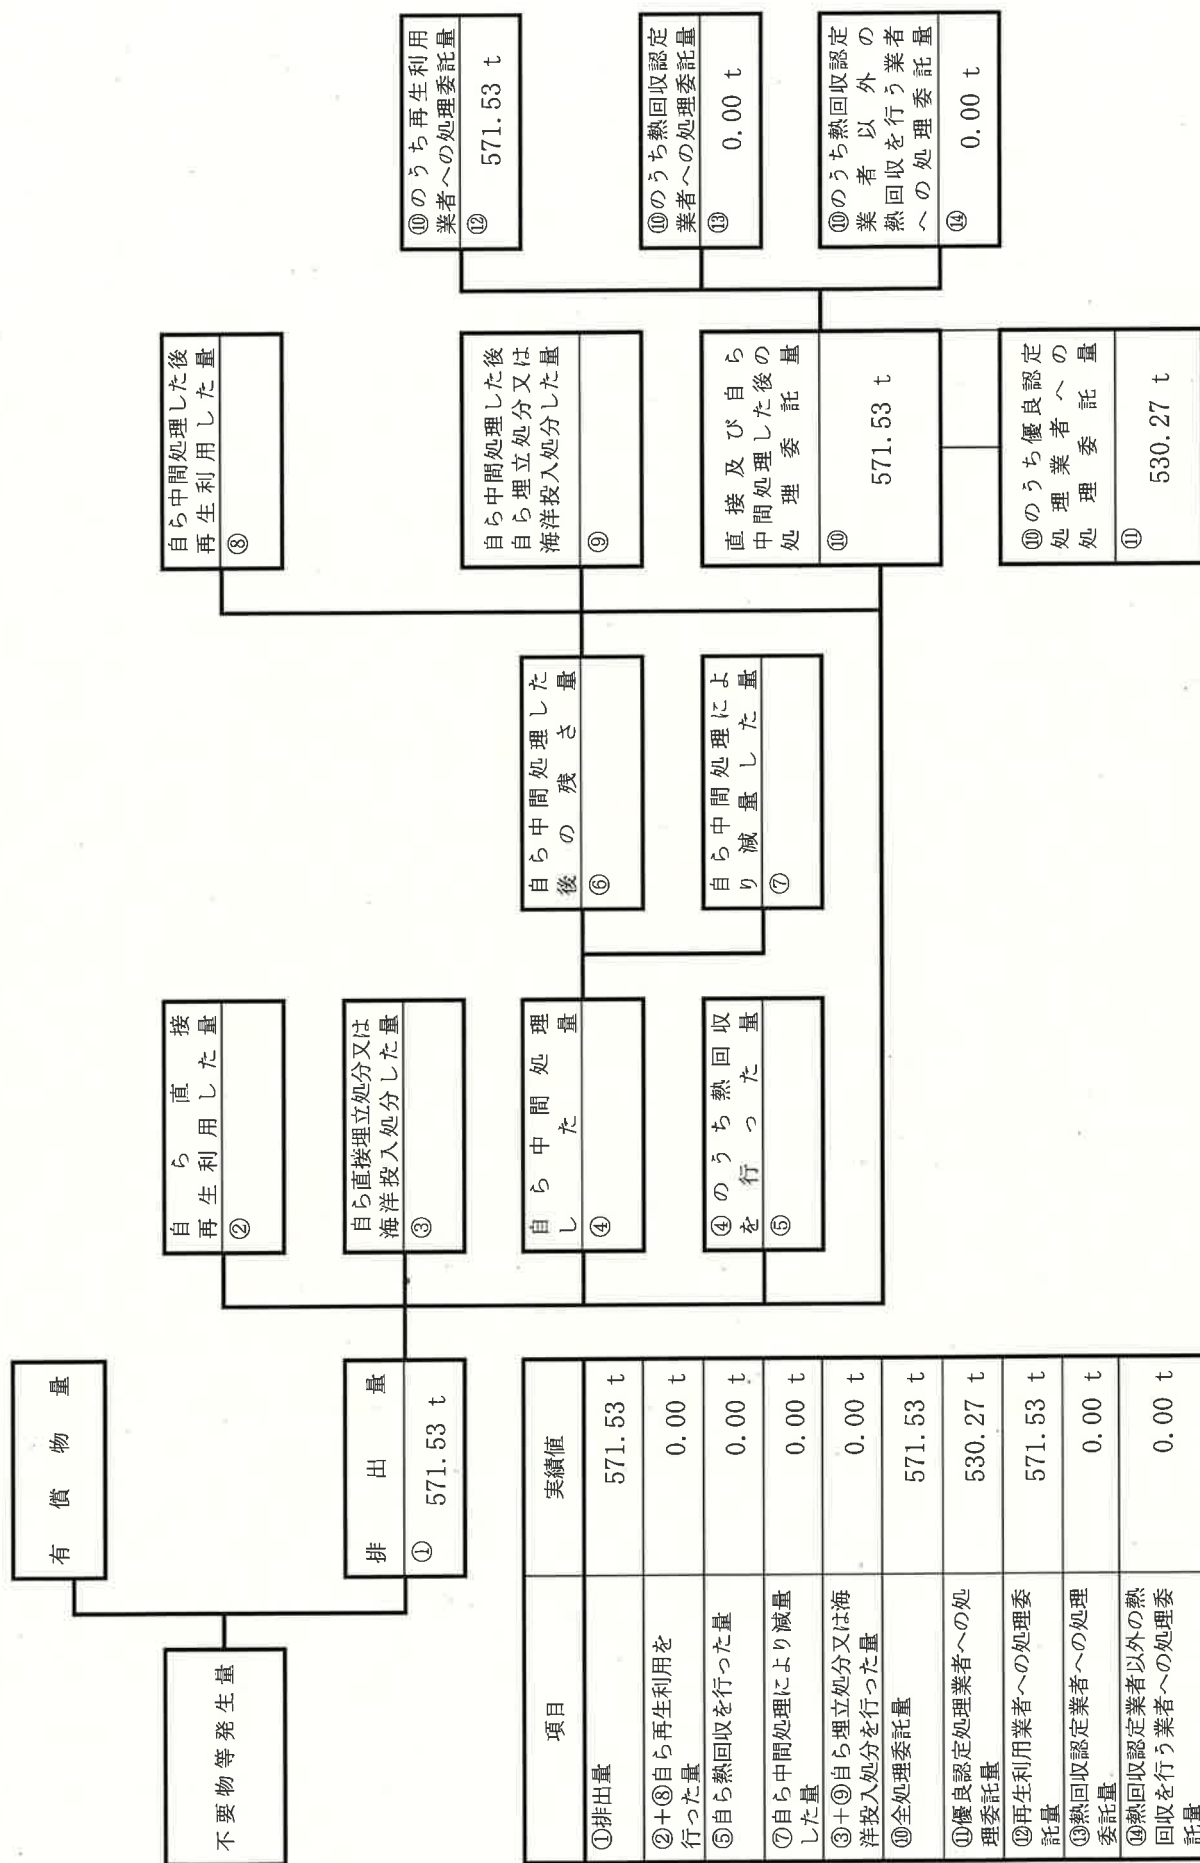 不要物等発生量
有償物量
排出量
① 571.53 t
自ら直接
再生利用した量
②
自ら直接埋立処分又は
海洋投入処分した量
③
自ら中間処理
した量
④
④のうち熱回収
を行った量
⑤
自ら中間処理した
後の残さ量
⑥
自ら中間処理によ
り減量した量
⑦
自ら中間処理した後
再生利用した量
⑧
自ら中間処理した後
自ら埋立処分又は
海洋投入処分した量
⑨
直接及び自ら
中間処理した後の
処理委託量
⑩ 571.53 t
⑩のうち優良認定
処理業者への
処理委託量
⑪ 530.27 t
⑩のうち再生利用
業者への処理委託量
⑫ 571.53 t
⑩のうち熱回収認定
業者への処理委託量
⑬ 0.00 t
⑩のうち熱回収認定
業者以外の
熱回収を行う業者
への処理委託量
⑭ 0.00 t
項目 実績値
①排出量 571.53 t
②+⑧自ら再生利用を
行った量 0.00 t
⑤自ら熱回収を行った量 0.00 t
⑦自ら中間処理により減量
した量 0.00 t
③+⑨自ら埋立処分又は海
洋投入処分を行った量 0.00 t
⑩全処理委託量 571.53 t
⑪優良認定処理業者への処
理委託量 530.27 t
⑫再生利用業者への処理委
託量 571.53 t
⑬熱回収認定業者への処理
委託量 0.00 t
⑭熱回収認定業者以外の熱
回収を行う業者への処理委
託量 0.00 t